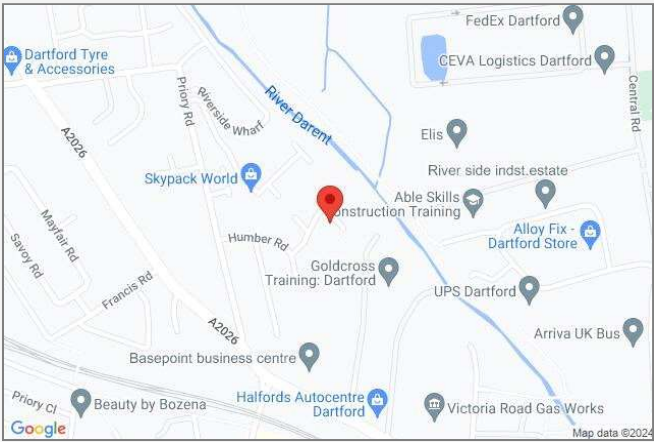 FedEx Dartford
Dartford Tyre
& Accessories
CEVA Logistics Dartford
Priory Rd
Riverside Wharf
River Darent
Central Rd
A2026
Elis
River side indst.estate
Skypack World
Able Skills
onstruction Training
Mayfair Rd
Savoy Rd
Humber Rd
Alloy Fix -
Dartford Store
Goldcross
Training: Dartford
Francis Rd
UPS Dartford
A2026
Arriva UK Bus
Basepoint business centre
Priory Cl
Beauty by Bozena
Halfords Autocentre
Dartford
Victoria Road Gas Works
Google
Map data ©2024